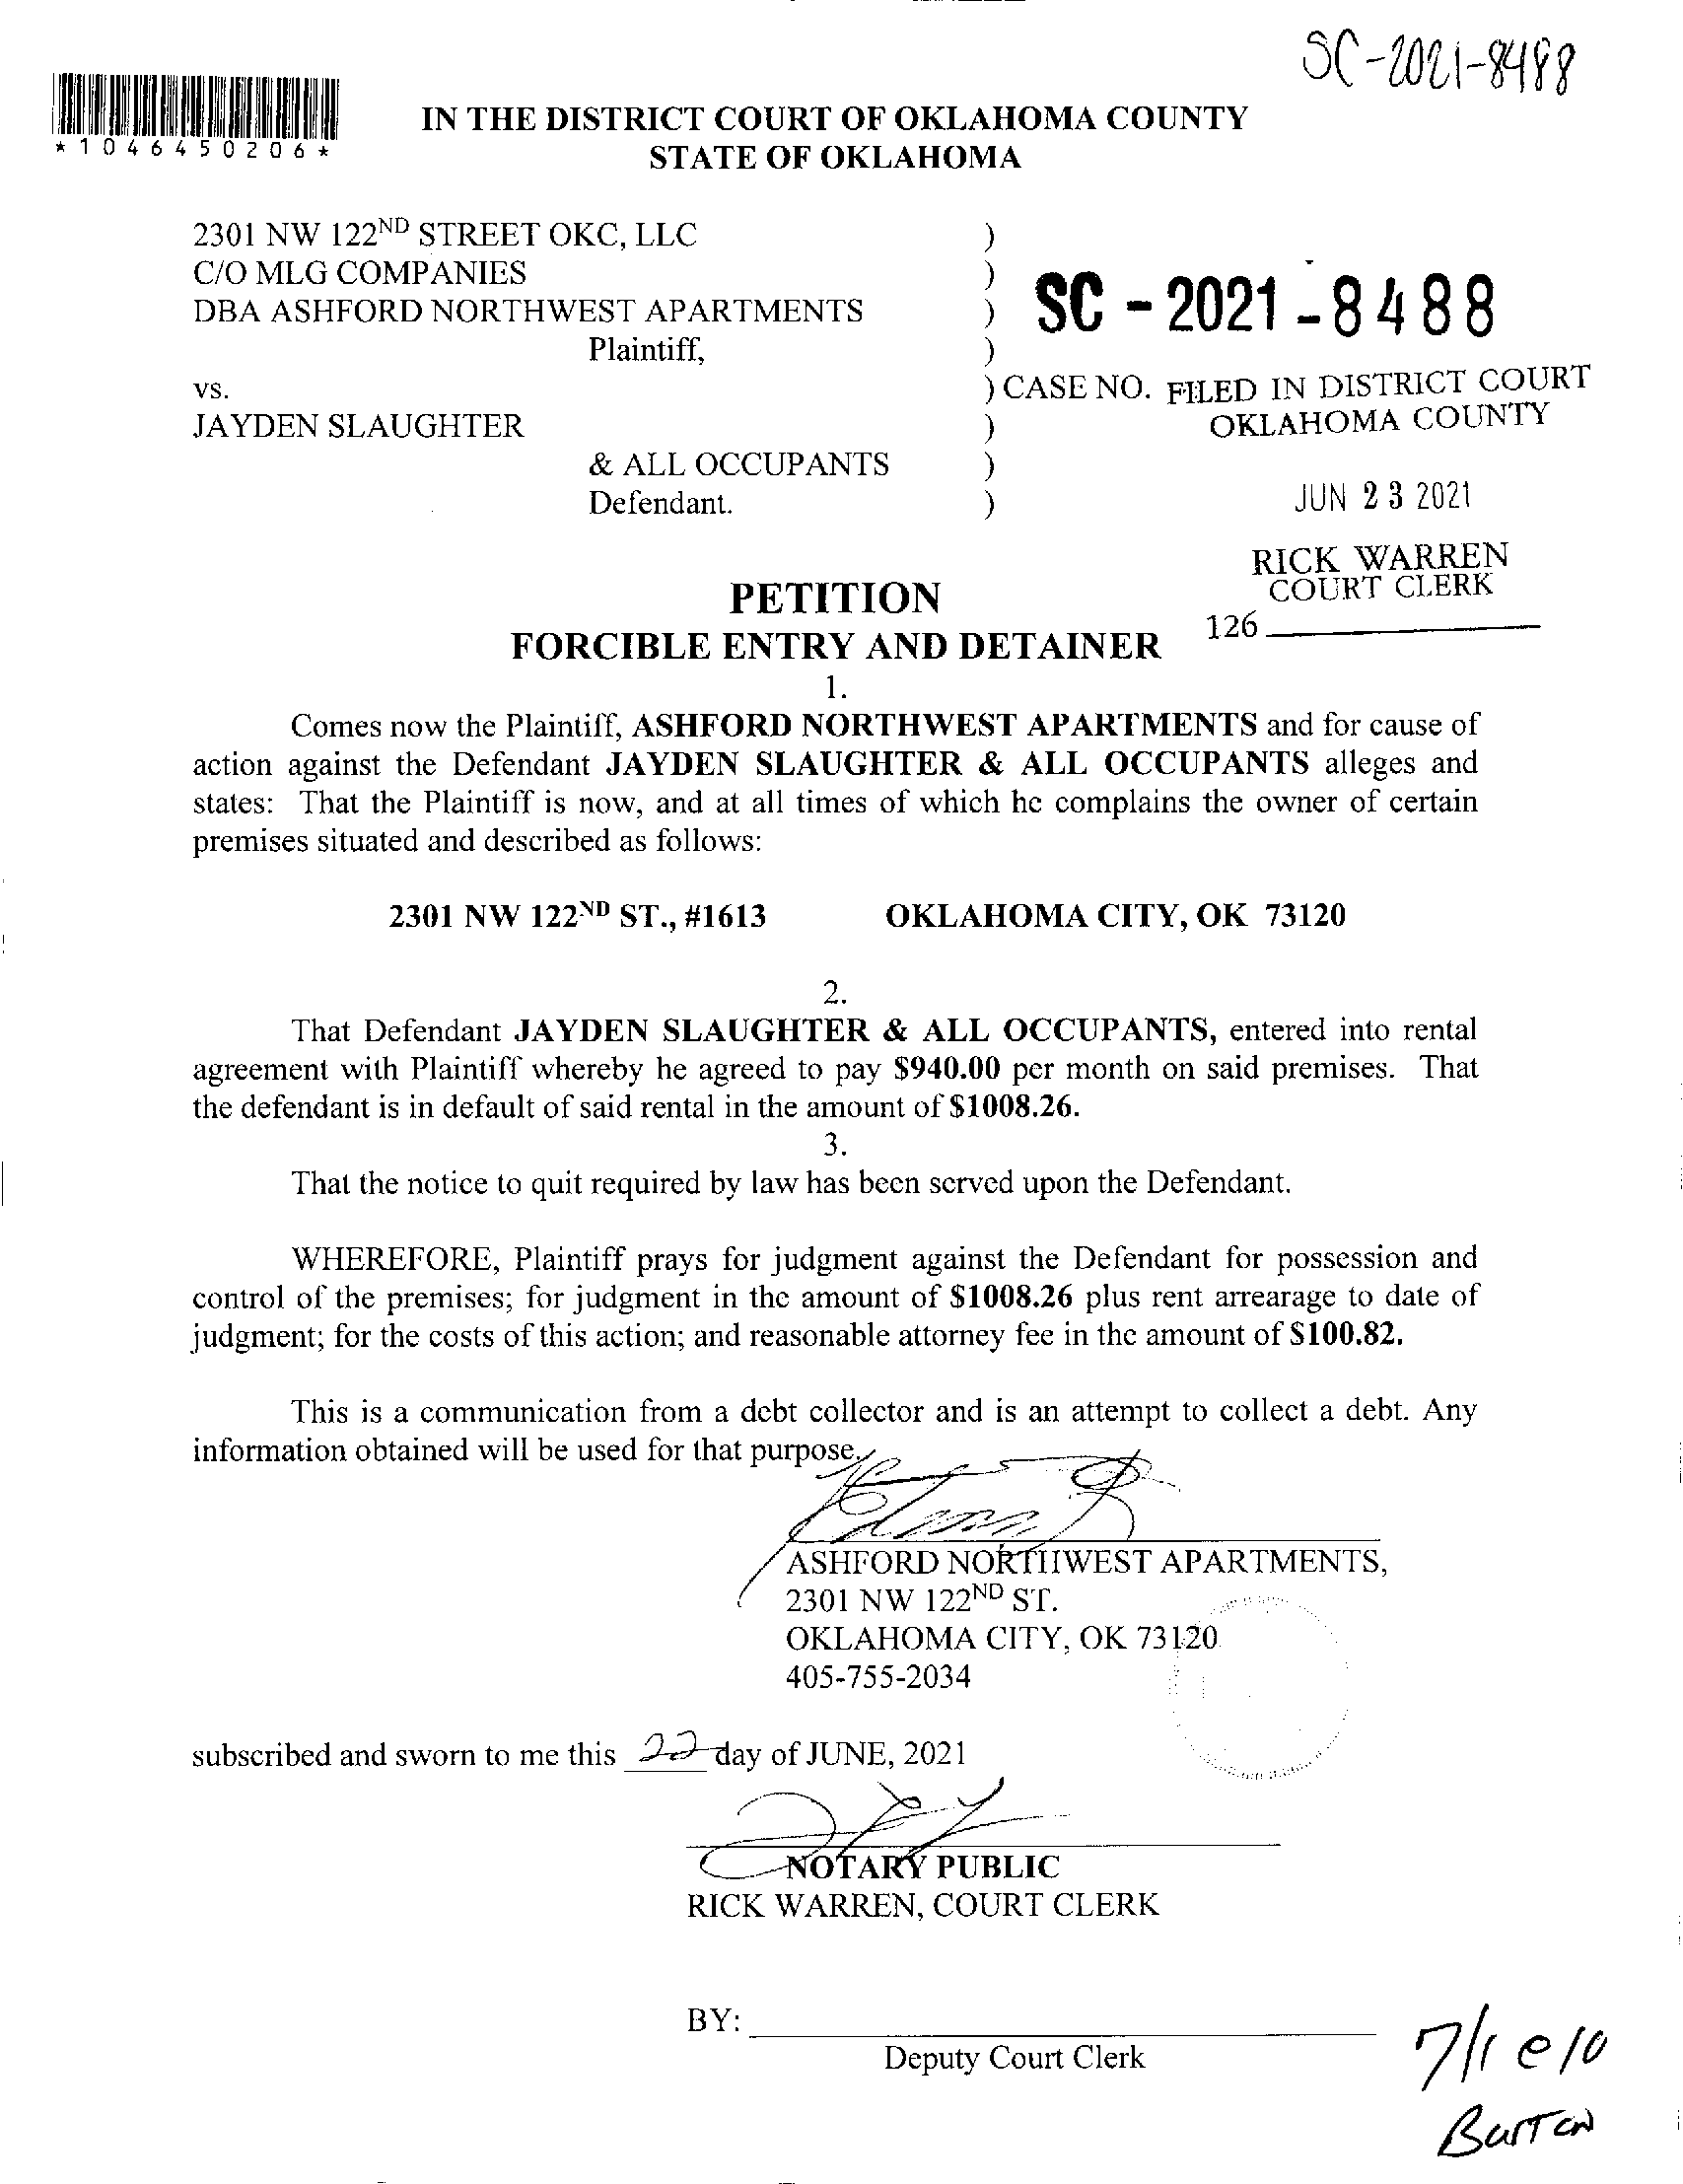 SC-2021-8488
*1046450206*
IN THE DISTRICT COURT OF OKLAHOMA COUNTY
STATE OF OKLAHOMA
2301 NW 122ND STREET OKC, LLC )
C/O MLG COMPANIES )
DBA ASHFORD NORTHWEST APARTMENTS ) SC - 2021 - 8488
Plaintiff, )
vs. ) CASE NO. FILED IN DISTRICT COURT
JAYDEN SLAUGHTER ) OKLAHOMA COUNTY
& ALL OCCUPANTS )
Defendant. ) JUN 23 2021
RICK WARREN
COURT CLERK
126
PETITION
FORCIBLE ENTRY AND DETAINER
1.
Comes now the Plaintiff, ASHFORD NORTHWEST APARTMENTS and for cause of
action against the Defendant JAYDEN SLAUGHTER & ALL OCCUPANTS alleges and
states: That the Plaintiff is now, and at all times of which he complains the owner of certain
premises situated and described as follows:
2301 NW 122ND ST., #1613 OKLAHOMA CITY, OK 73120
2.
That Defendant JAYDEN SLAUGHTER & ALL OCCUPANTS, entered into rental
agreement with Plaintiff whereby he agreed to pay $940.00 per month on said premises. That
the defendant is in default of said rental in the amount of $1008.26.
3.
That the notice to quit required by law has been served upon the Defendant.
WHEREFORE, Plaintiff prays for judgment against the Defendant for possession and
control of the premises; for judgment in the amount of $1008.26 plus rent arrearage to date of
judgment; for the costs of this action; and reasonable attorney fee in the amount of $100.82.
This is a communication from a debt collector and is an attempt to collect a debt. Any
information obtained will be used for that purpose.
ASHFORD NORTHWEST APARTMENTS,
2301 NW 122ND ST.
OKLAHOMA CITY, OK 73120
405-755-2034
subscribed and sworn to me this 22 day of JUNE, 2021
NOTARY PUBLIC
RICK WARREN, COURT CLERK
BY:
Deputy Court Clerk
7/1 @ 10
Burton